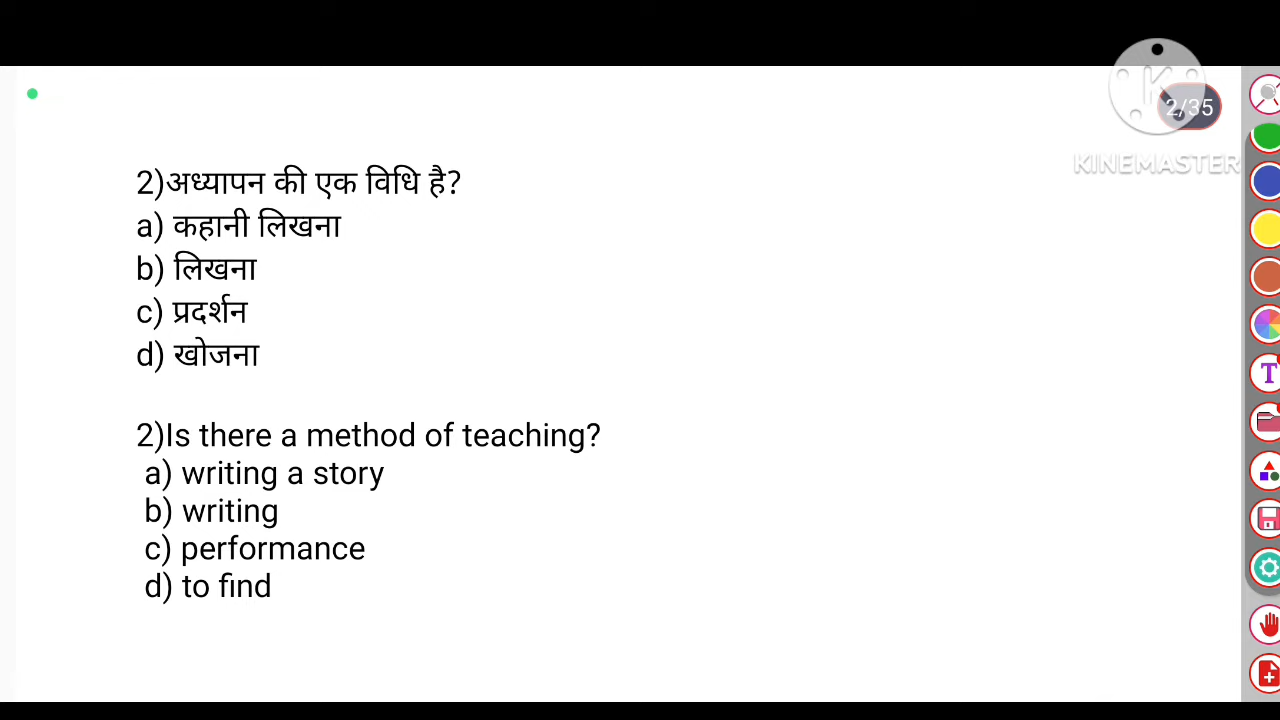 2/35
KINEMASTER
2)अध्यापन की एक विधि है?
a) कहानी लिखना
b) लिखना
c) प्रदर्शन
d) खोजना
2)Is there a method of teaching?
a) writing a story
b) writing
c) performance
d) to find
T